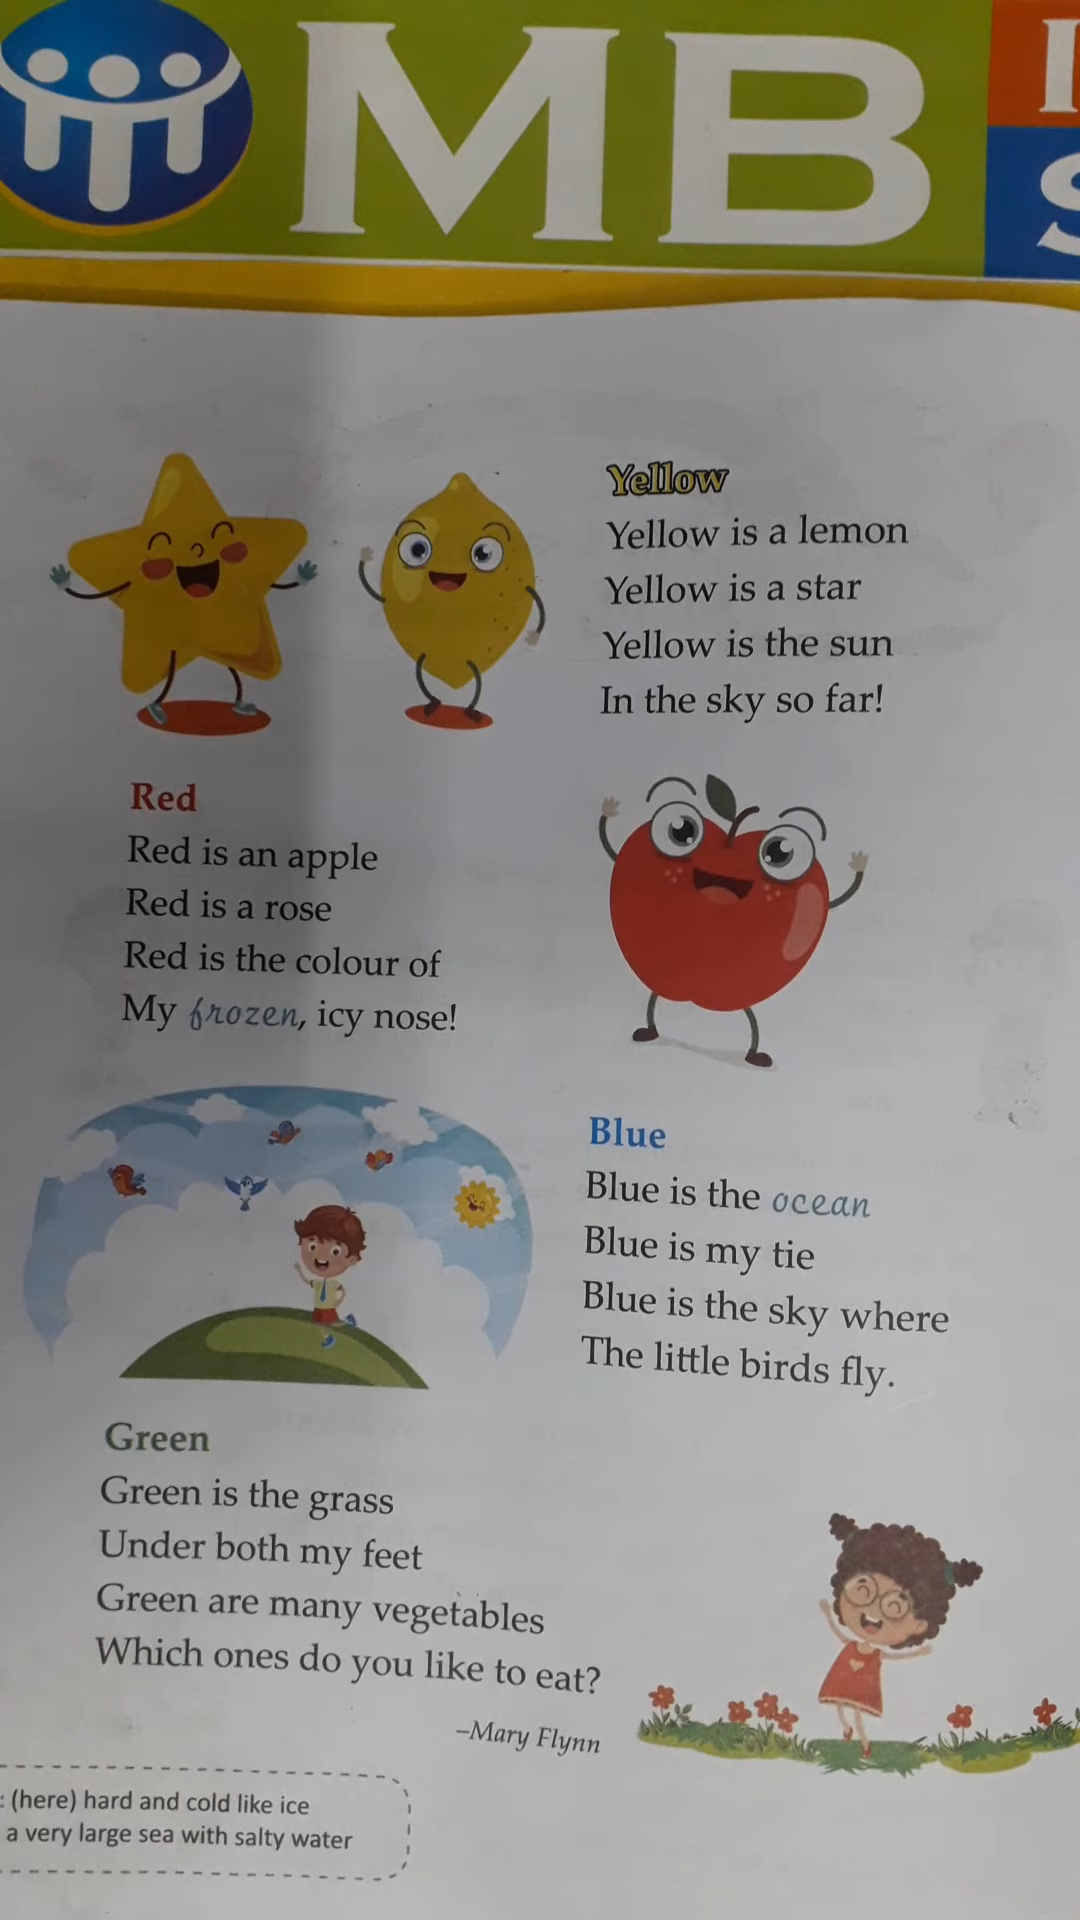 MB
Yellow
Yellow is a lemon
Yellow is a star
Yellow is the sun
In the sky so far!
Red
Red is an apple
Red is a rose
Red is the colour of
My frozen, icy nose!
Blue
Blue is the ocean
Blue is my tie
Blue is the sky where
The little birds fly.
Green
Green is the grass
Under both my feet
Green are many vegetables
Which ones do you like to eat?
–Mary Flynn
: (here) hard and cold like ice
a very large sea with salty water